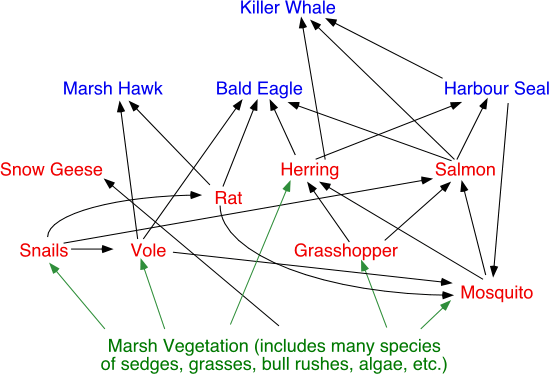 Killer Whale
Marsh Hawk
Bald Eagle
Harbour Seal
Snow Geese
Herring
Salmon
Rat
Snails
Vole
Grasshopper
Mosquito
Marsh Vegetation (includes many species
of sedges, grasses, bull rushes, algae, etc.)